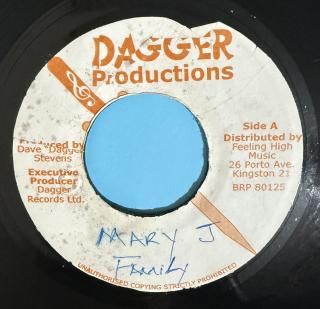 DAGGER
Productions
Produced by
Dave "Dagger"
Stevens
Executive
Producer
Dagger
Records Ltd.
Side A
Distributed by
Feeling High
Music
26 Porto Ave.
Kingston 21
BRP 80125
MARY J
Family
UNAUTHORISED COPYING STRICTLY PROHIBITED